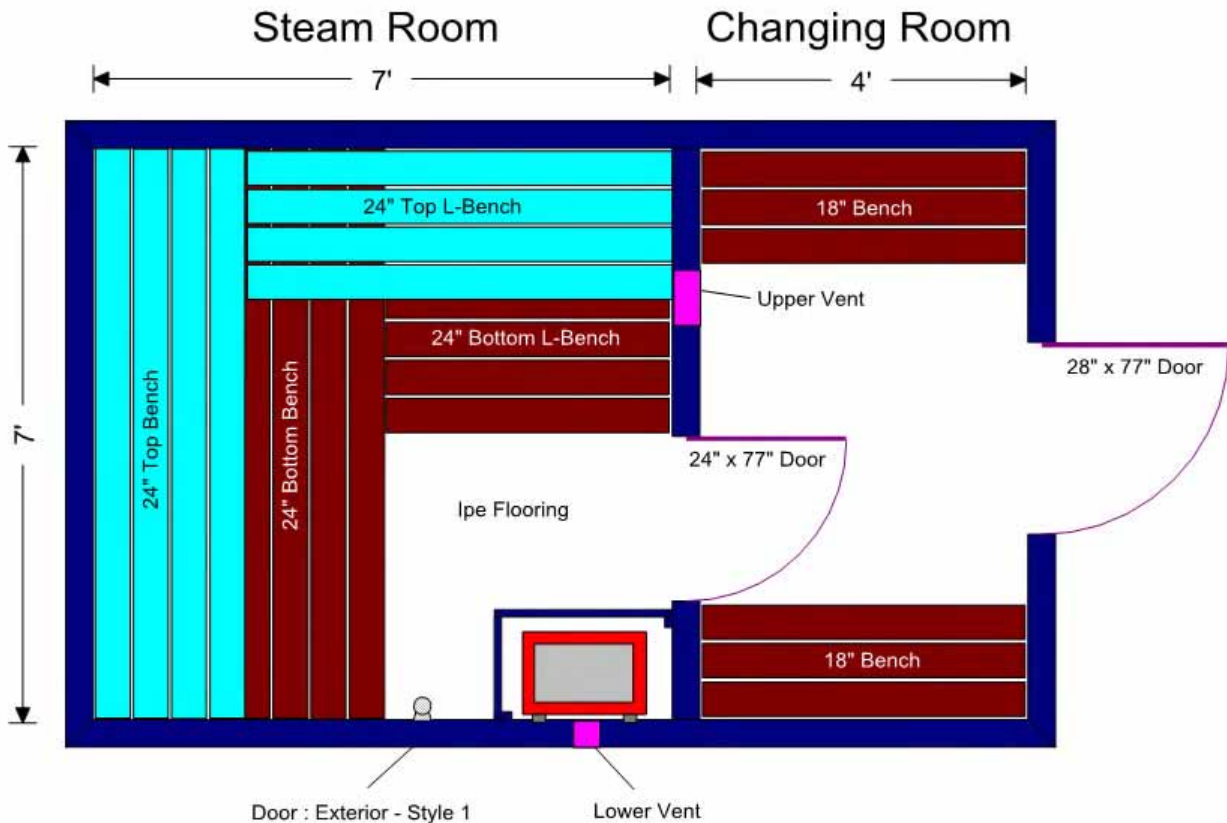 Steam Room
Changing Room
7'
4'
24" Top L-Bench
18" Bench
Upper Vent
24" Bottom L-Bench
28" x 77" Door
7'
24" Top Bench
24" Bottom Bench
24" x 77" Door
Ipe Flooring
18" Bench
Door : Exterior - Style 1
Lower Vent